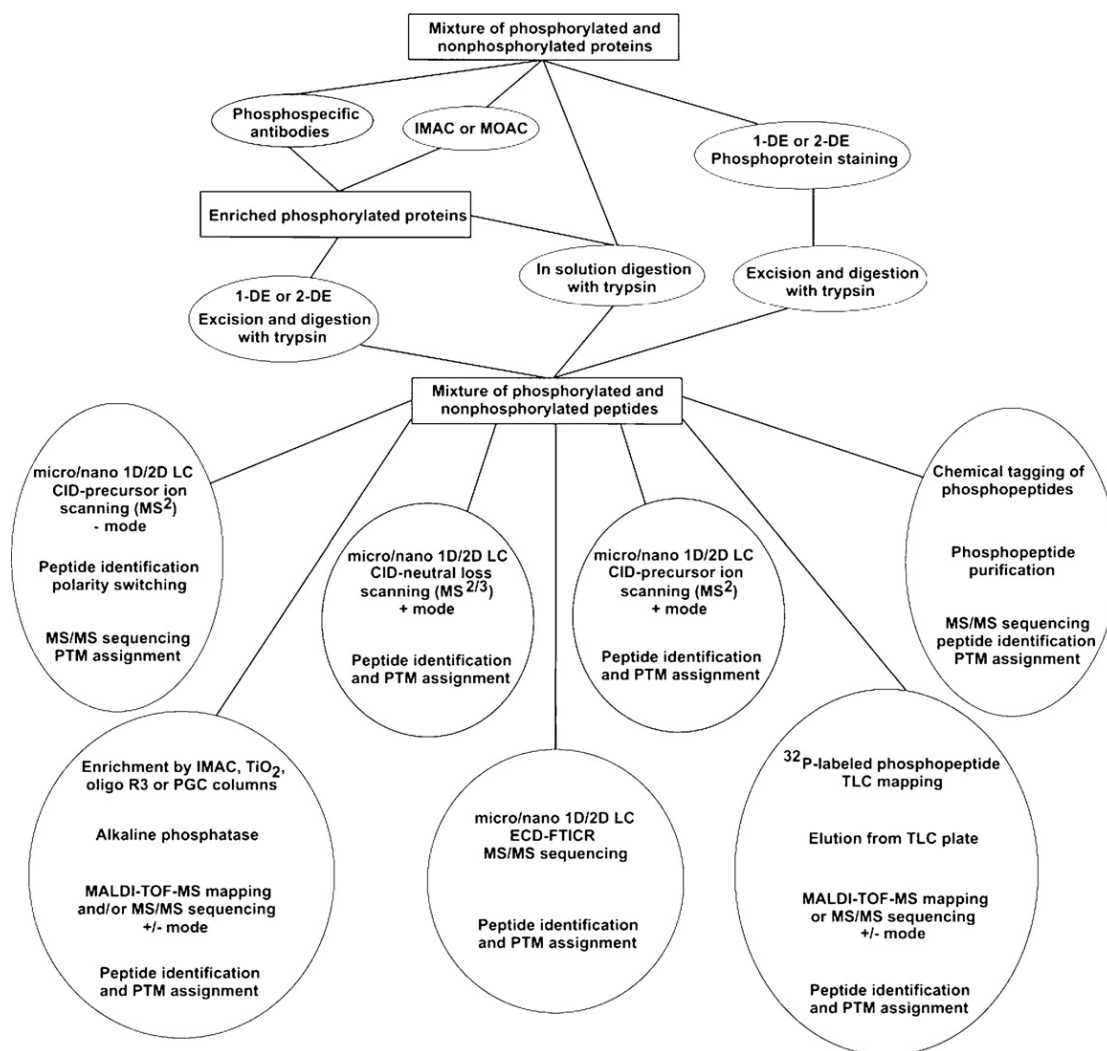 Mixture of phosphorylated and
nonphosphorylated proteins
Phosphospecific
antibodies
IMAC or MOAC
1-DE or 2-DE
Phosphoprotein staining
Enriched phosphorylated proteins
1-DE or 2-DE
Excision and digestion
with trypsin
In solution digestion
with trypsin
Excision and digestion
with trypsin
Mixture of phosphorylated and
nonphosphorylated peptides
micro/nano 1D/2D LC
CID-precursur ion
scanning (MS2)
- mode
Peptide identification
polarity switching
MS/MS sequencing
PTM assignment
micro/nano 1D/2D LC
CID-neutral loss
scanning (MS2/3)
+ mode
Peptide identification
and PTM assignment
micro/nano 1D/2D LC
CID-precursor ion
scanning (MS2)
+ mode
Peptide identification
and PTM assignment
Chemical tagging of
phosphopeptides
Phosphopeptide
purification
MS/MS sequencing
peptide identification
PTM assignment
Enrichment by IMAC, TiO2,
oligo R3 or PGC columns
Alkaline phosphatase
MALDI-TOF-MS mapping
and/or MS/MS sequencing
+/- mode
Peptide identification
and PTM assignment
micro/nano 1D/2D LC
ECD-FTICR
MS/MS sequencing
Peptide identification
and PTM assignment
32P-labeled phosphopeptide
TLC mapping
Elution from TLC plate
MALDI-TOF-MS mapping
or MS/MS sequencing
+/- mode
Peptide identification
and PTM assignment